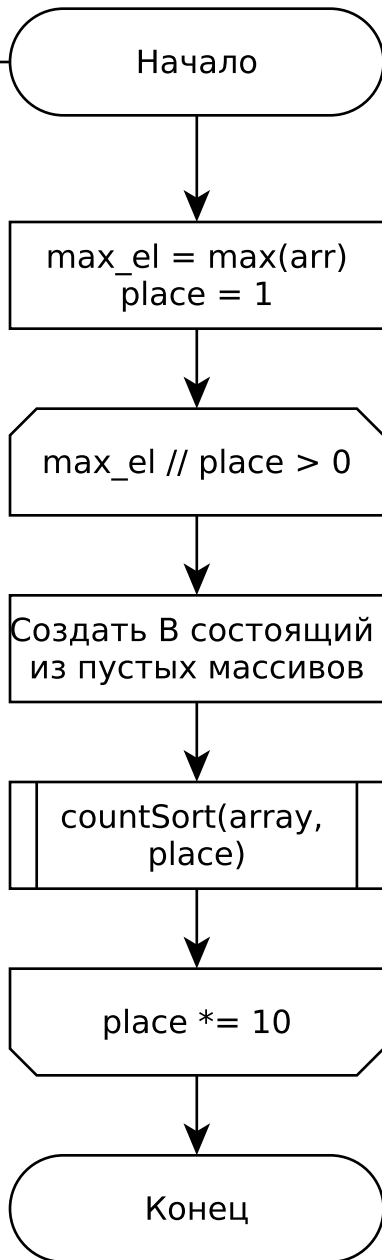 Начало
max_el = max(arr)
place = 1
max_el // place > 0
Создать B состоящий
из пустых массивов
countSort(array,
place)
place *= 10
Конец